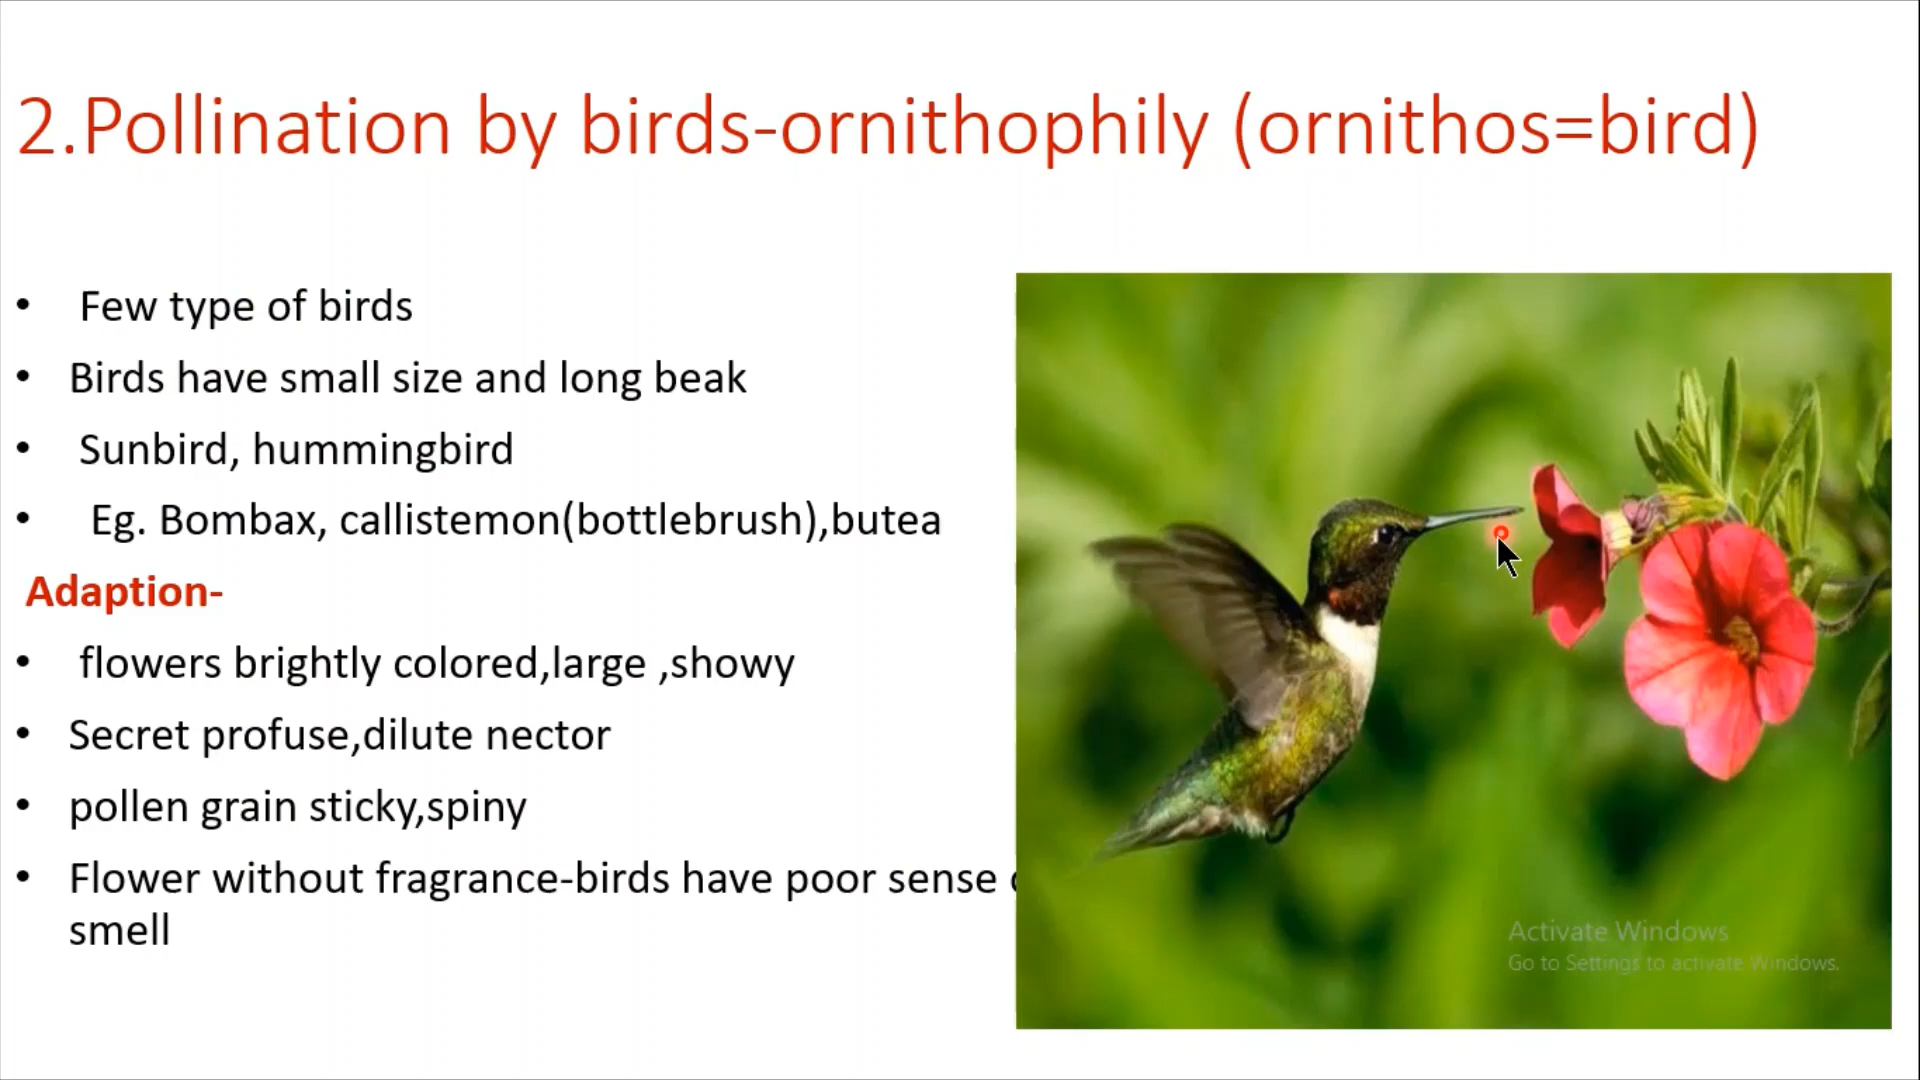 2.Pollination by birds-ornithophily (ornithos=bird)
• Few type of birds
• Birds have small size and long beak
• Sunbird, hummingbird
• Eg. Bombax, callistemon(bottlebrush),butea
Adaption-
• flowers brightly colored,large ,showy
• Secret profuse,dilute nector
• pollen grain sticky,spiny
• Flower without fragrance-birds have poor sense
smell
Activate Windows
Go to Settings to activate Windows.